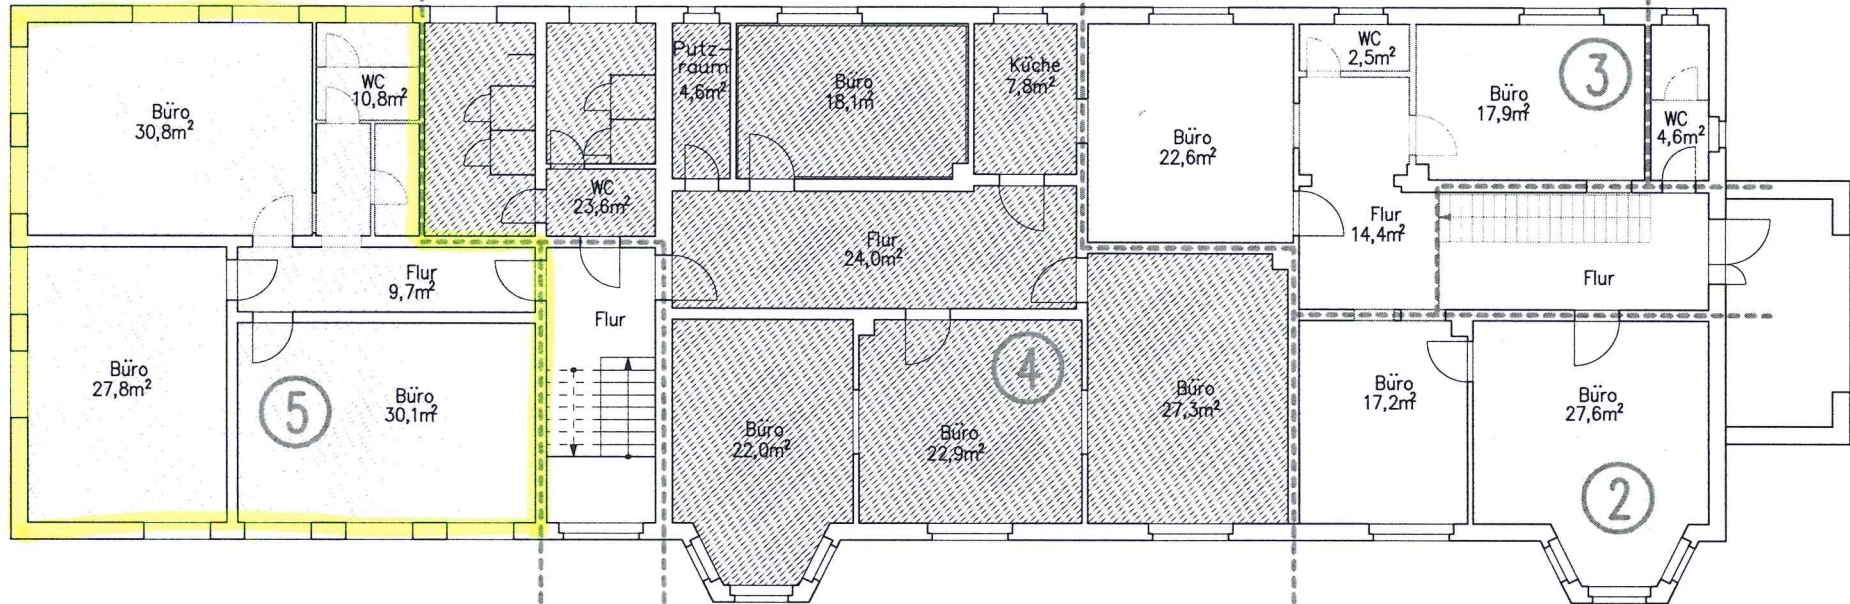 Büro
30,8m²
WC
10,8m²
Büro
27,8m²
Flur
9,7m²
Büro
30,1m²
5
WC
23,6m²
Flur
Putz-
raum
4,6m²
Büro
18,1m²
Küche
7,8m²
Flur
24,0m²
Büro
22,0m²
Büro
22,9m²
4
Büro
27,3m²
Büro
22,6m²
WC
2,5m²
Büro
17,9m²
3
WC
4,6m²
Flur
14,4m²
Flur
Büro
17,2m²
Büro
27,6m²
2